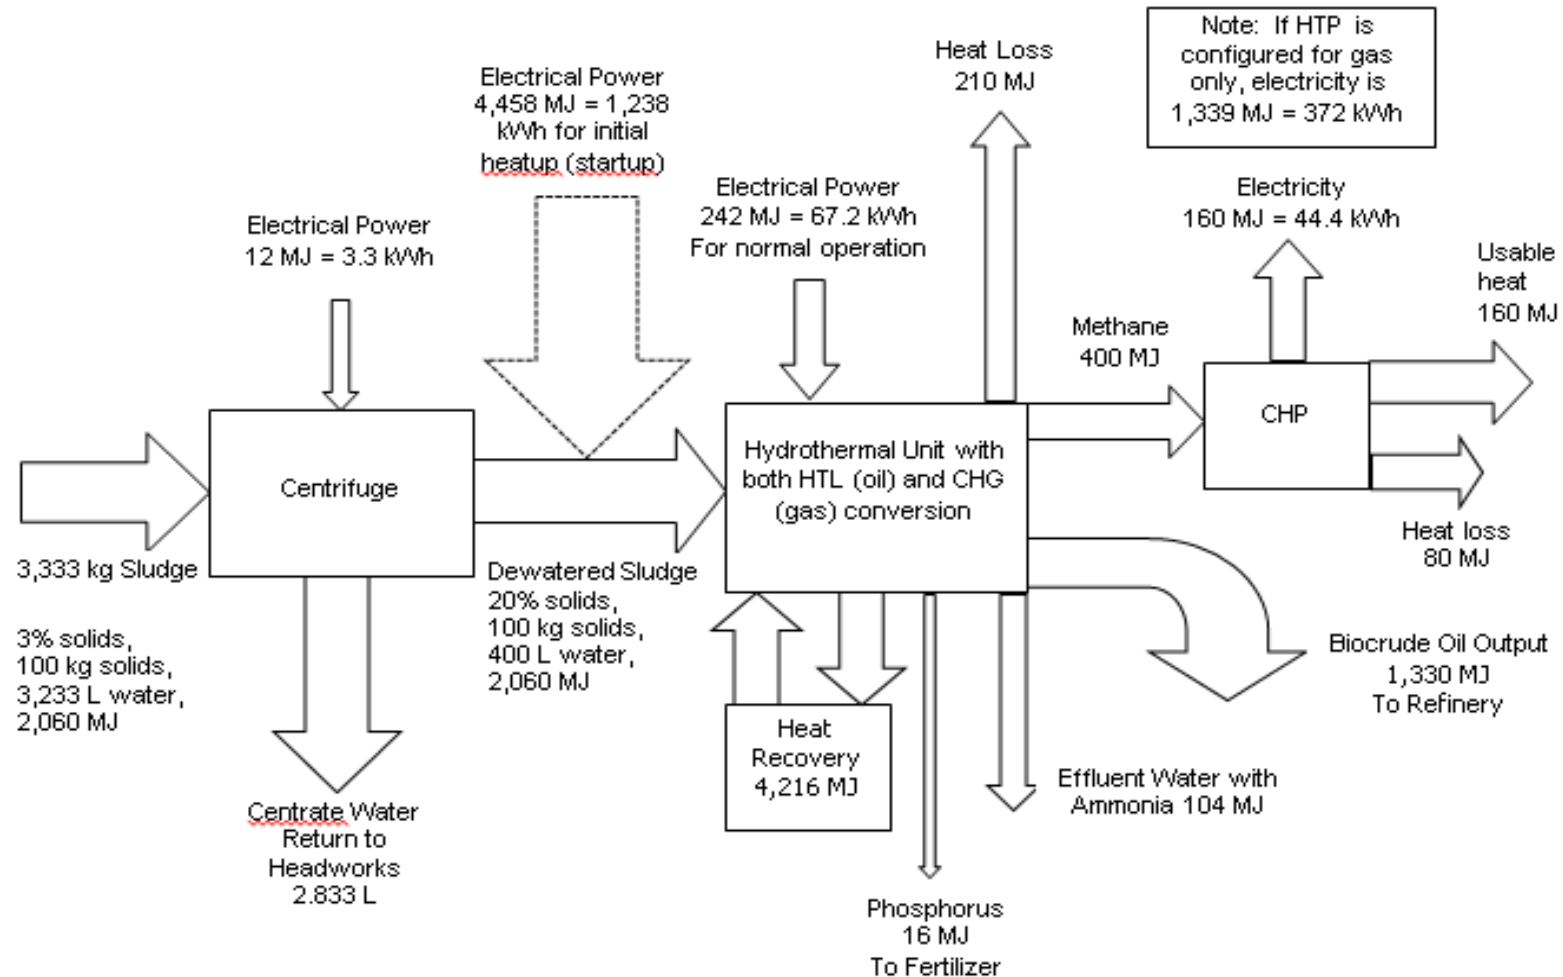 Note: If HTP is
configured for gas
only, electricity is
1,339 MJ = 372 kWh
Heat Loss
210 MJ
Electrical Power
4,458 MJ = 1,238
kWh for initial
heatup (startup)
Electrical Power
242 MJ = 67.2 kWh
For normal operation
Electricity
160 MJ = 44.4 kWh
Electrical Power
12 MJ = 3.3 kWh
Usable
heat
160 MJ
Methane
400 MJ
CHP
Centrifuge
Hydrothermal Unit with
both HTL (oil) and CHG
(gas) conversion
Heat loss
80 MJ
3,333 kg Sludge
3% solids,
100 kg solids,
3,233 L water,
2,060 MJ
Dewatered Sludge
20% solids,
100 kg solids,
400 L water,
2,060 MJ
Biocrude Oil Output
1,330 MJ
To Refinery
Heat
Recovery
4,216 MJ
Effluent Water with
Ammonia 104 MJ
Centrate Water
Return to
Headworks
2.833 L
Phosphorus
16 MJ
To Fertilizer